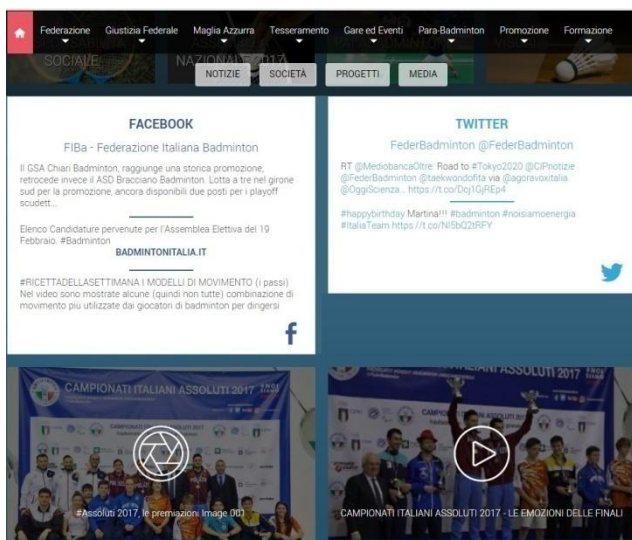 Federazione Giustizia Federale Maglia Azzurra Tesseramento Gare ed Eventi Para-Badminton Promozione Formazione
SOCIALE
NAZIONALE 2017
NOTIZIE SOCIETÀ PROGETTI MEDIA
FACEBOOK
FIBa - Federazione Italiana Badminton
Il GSA Chiari Badminton, raggiunge una storica promozione,
retrocede invece il ASD Bracciano Badminton. Lotta a tre nel girone
sud per la promozione, ancora disponibili due posti per i playoff
scudett...
Elenco Candidature pervenute per l'Assemblea Elettiva del 19
Febbraio. #Badminton
BADMINTONITALIA.IT
#RICETTADELLASETTIMANA I MODELLI DI MOVIMENTO (i passi)
Nel video sono mostrate alcune (quindi non tutte) combinazione di
movimento più utilizzate dai giocatori di badminton per dirigersi
TWITTER
FederBadminton @FederBadminton
RT @MediobancaOltre: Road to #Tokyo2020 @CIPnotizie
@FederBadminton @taekwondofita via @agoravoxitalia
@OggiScienza... https://t.co/Dcj1GjREp4
#happybirthday Martina!!! #badminton #noisiamoenergia
#ItaliaTeam https://t.co/NI5bQ2tRFY
CAMPIONATI ITALIANI ASSOLUTI 2017
#Assoluti 2017, le premiazioni Image 001
CAMPIONATI ITALIANI ASSOLUTI 2017
CAMPIONATI ITALIANI ASSOLUTI 2017 - LE EMOZIONI DELLE FINALI